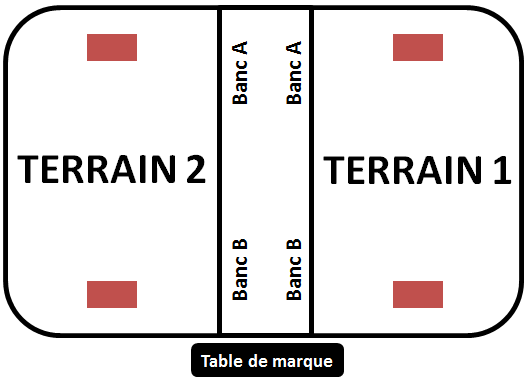 Banc A
Banc A
TERRAIN 2
TERRAIN 1
Banc B
Banc B
Table de marque